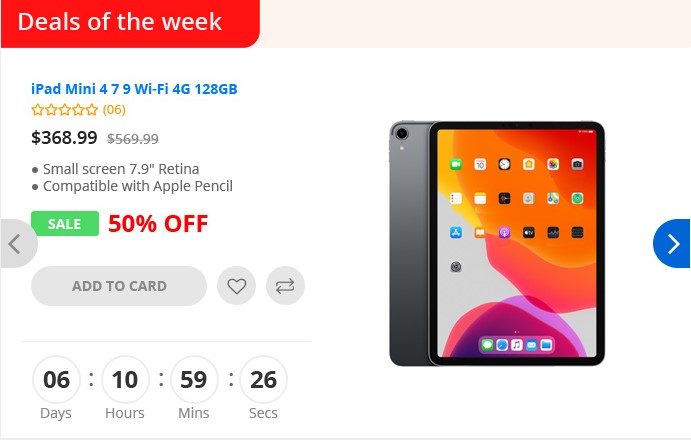 Deals of the week
iPad Mini 4 7 9 Wi-Fi 4G 128GB
(06)
$368.99 $569.99
● Small screen 7.9" Retina
● Compatible with Apple Pencil
SALE 50% OFF
ADD TO CARD
06 : 10 : 59 : 26
Days Hours Mins Secs